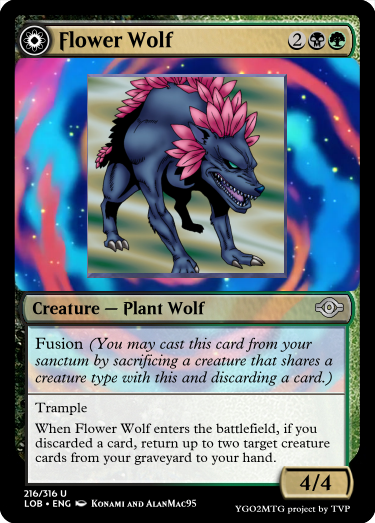 Flower Wolf 2
Creature — Plant Wolf
Fusion (You may cast this card from your
sanctum by sacrificing a creature that shares a
creature type with this and discarding a card.)
Trample
When Flower Wolf enters the battlefield, if you
discarded a card, return up to two target creature
cards from your graveyard to your hand.
4/4
216/316 U
LOB • ENG Konami and AlanMac95
YGO2MTG project by TVP